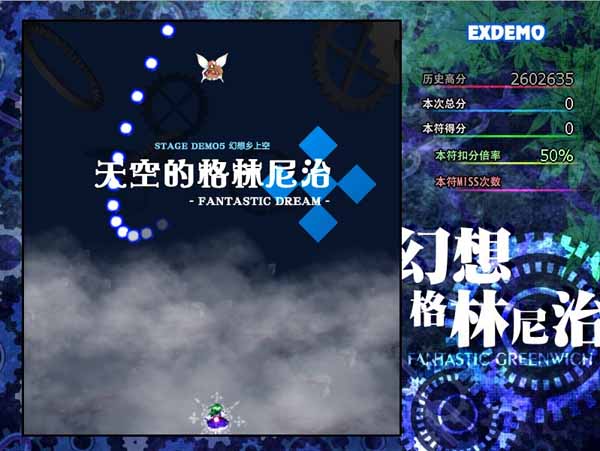 EXDEMO
历史高分 2602635
本次总分 0
本符得分 0
本符扣分倍率 50%
本符MISS次数
STAGE DEMO5 幻想乡上空
天空的格林尼治
- FANTASTIC DREAM -
幻想
格林尼治
FANHASTIC GREENWICH